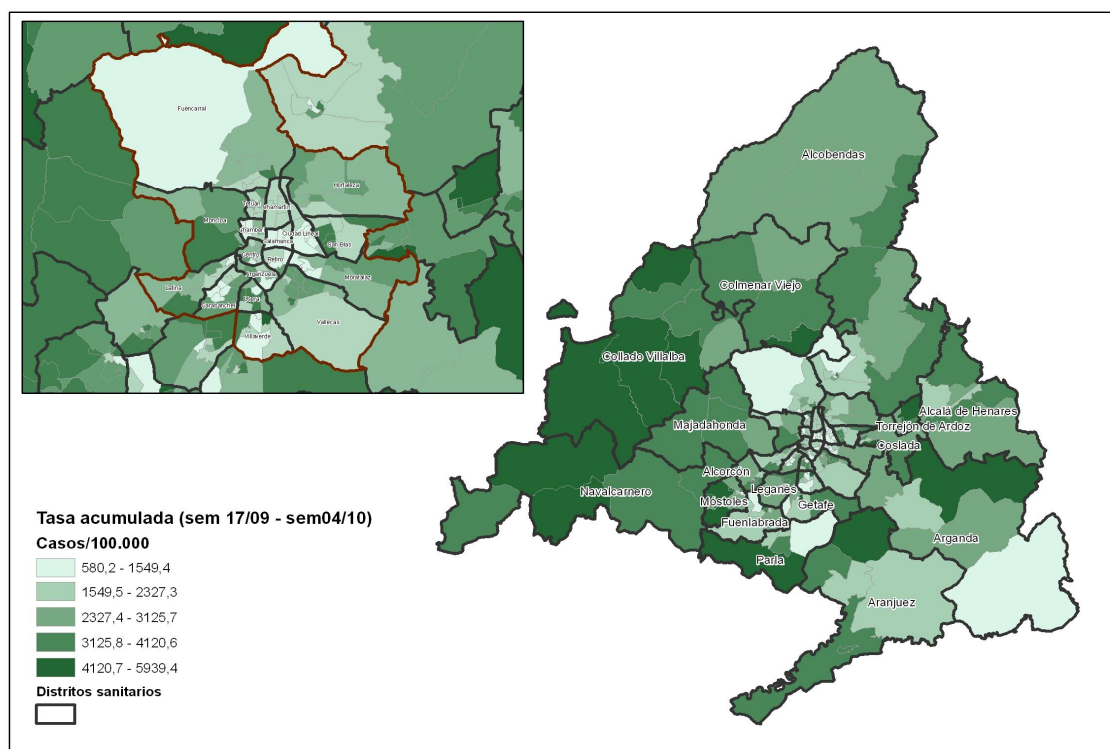 Fuencarral
Hortaleza
Tetuán
Chamartín
Moncloa
Chamberí
Ciudad Lineal
Salamanca
San Blas
Centro
Retiro
Arganzuela
Moratalaz
Latina
Carabanchel
Usera
Vallecas
Villaverde
Alcobendas
Colmenar Viejo
Collado Villalba
Alcalá de Henares
Majadahonda
Torrejón de Ardoz
Coslada
Alcorcón
Navalcarnero
Leganés
Móstoles
Getafe
Fuenlabrada
Arganda
Parla
Aranjuez
Tasa acumulada (sem 17/09 - sem04/10)
Casos/100.000
580,2 - 1549,4
1549,5 - 2327,3
2327,4 - 3125,7
3125,8 - 4120,6
4120,7 - 5939,4
Distritos sanitarios